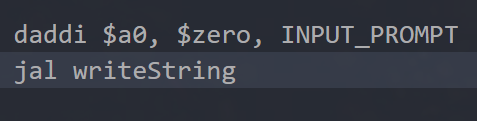 daddi $a0, $zero, INPUT_PROMPT
jal writeString